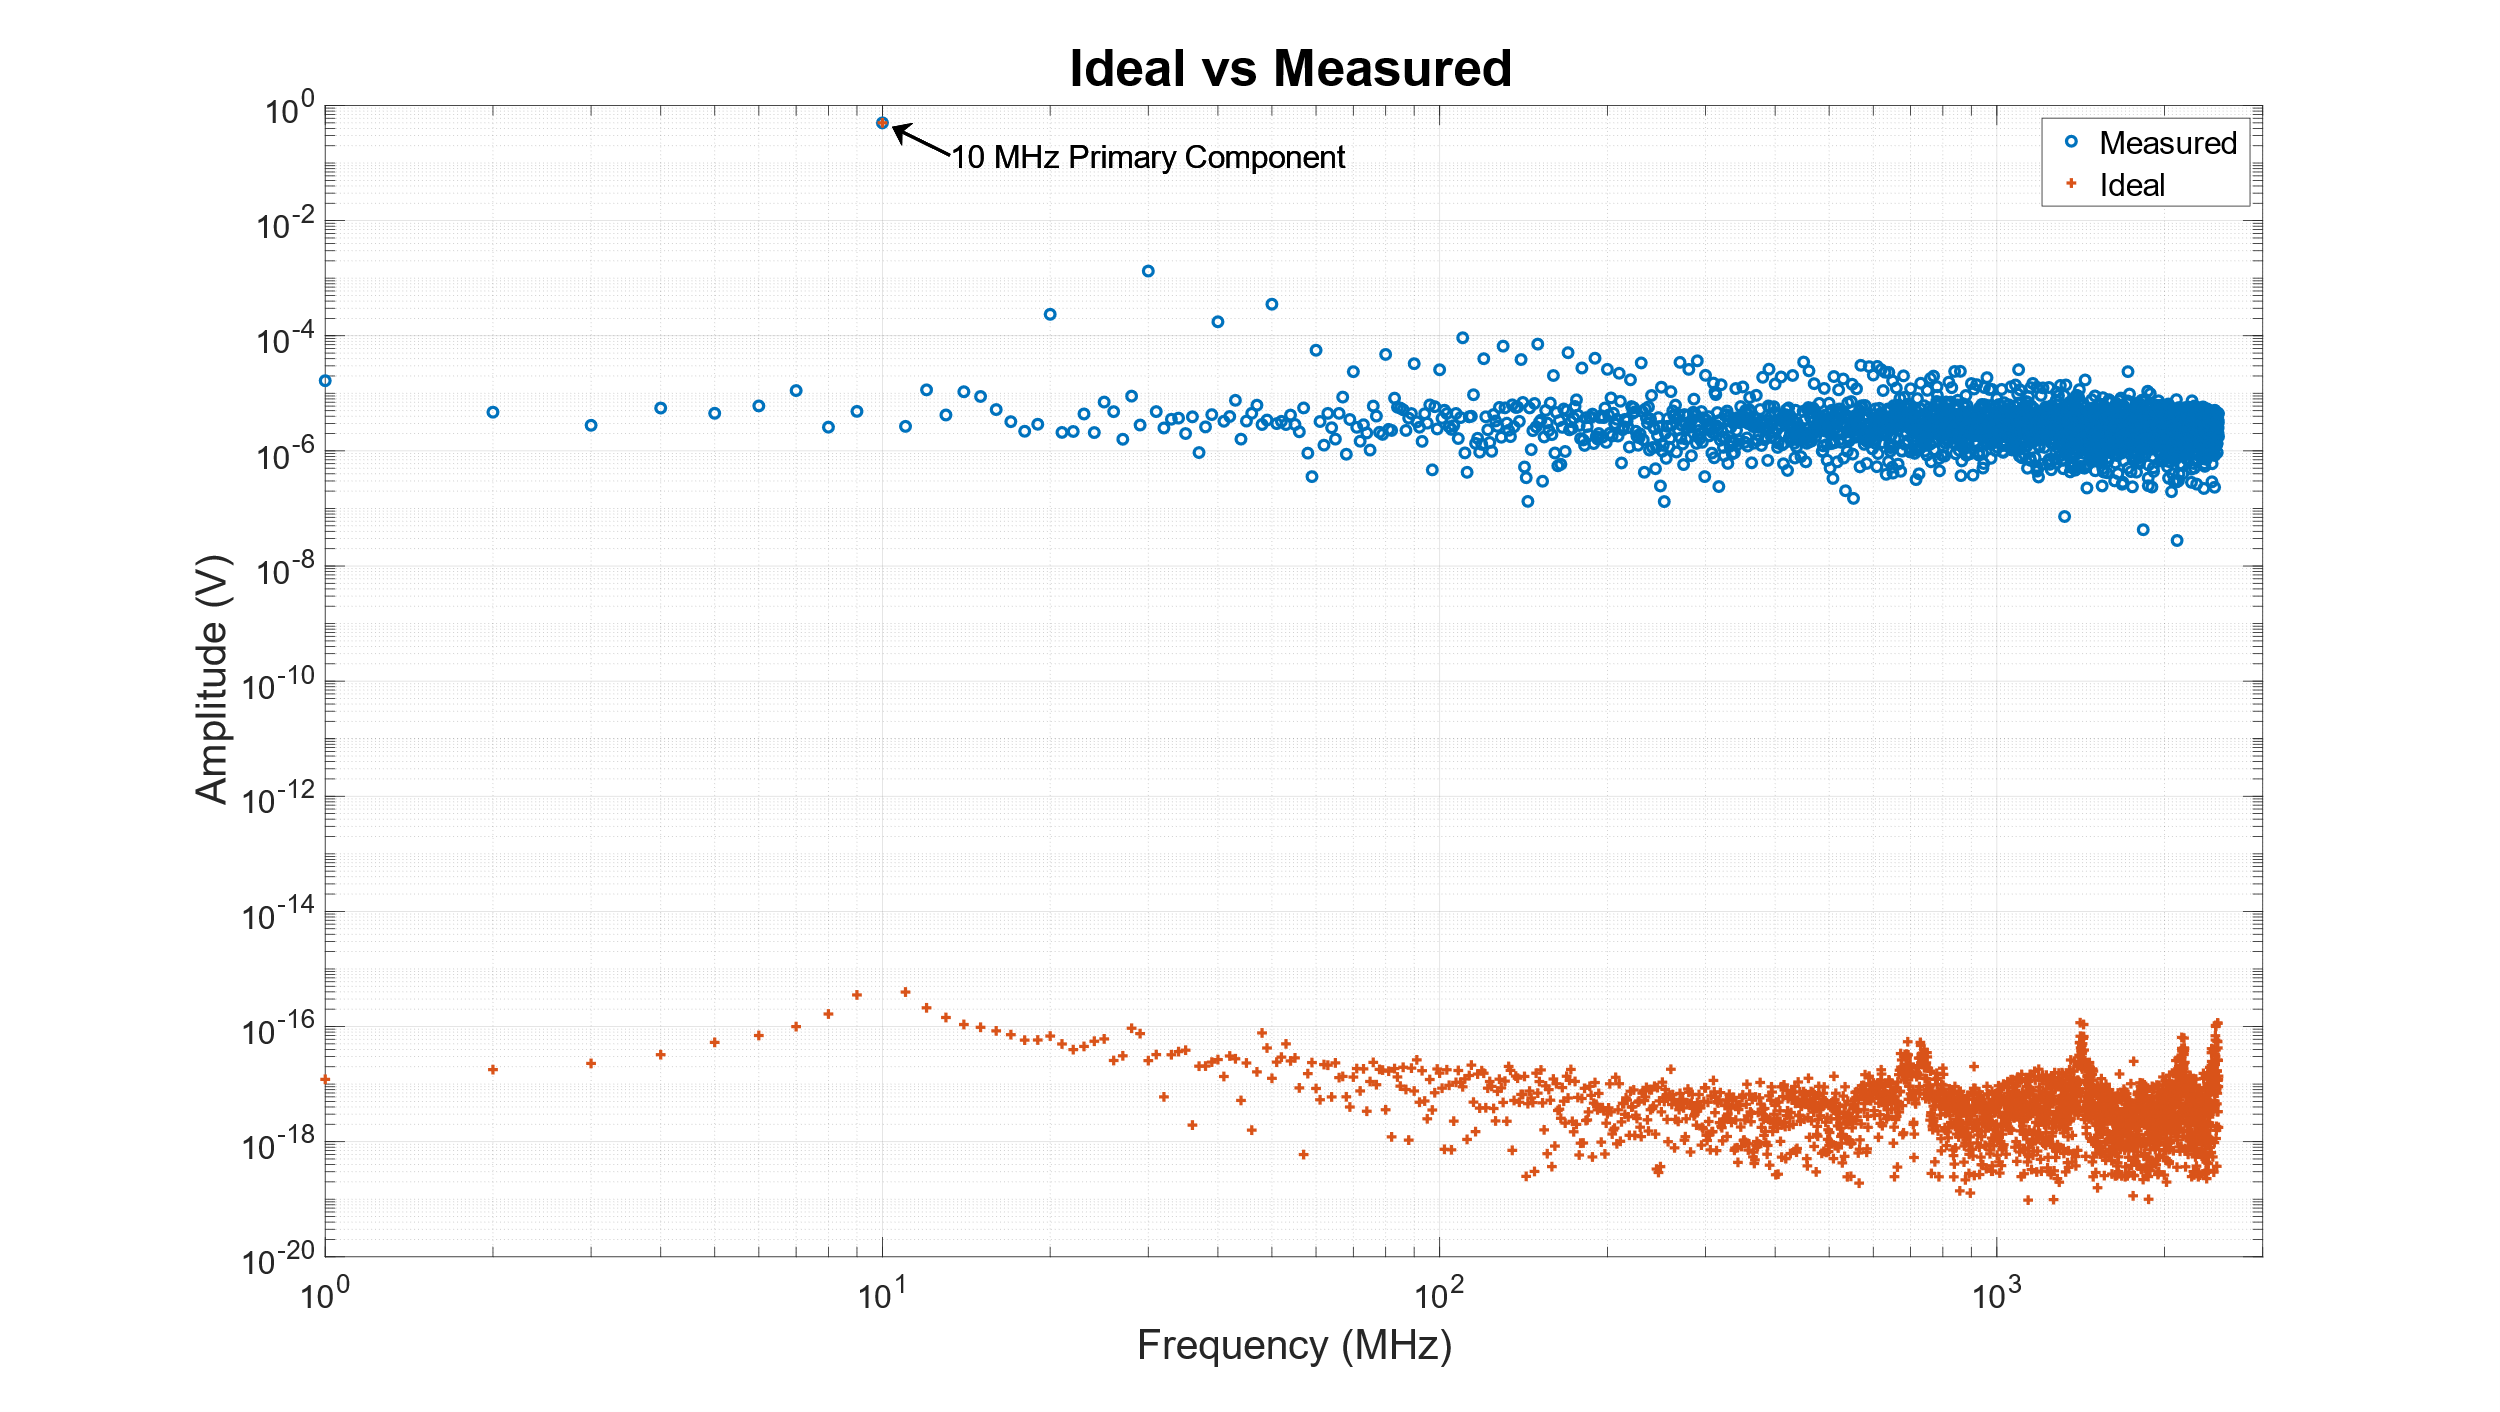 Ideal vs Measured
10^0
10 MHz Primary Component
Measured
Ideal
10^-2
10^-4
10^-6
10^-8
10^-10
10^-12
10^-14
10^-16
10^-18
10^-20
Amplitude (V)
10^0 10^1 10^2 10^3
Frequency (MHz)